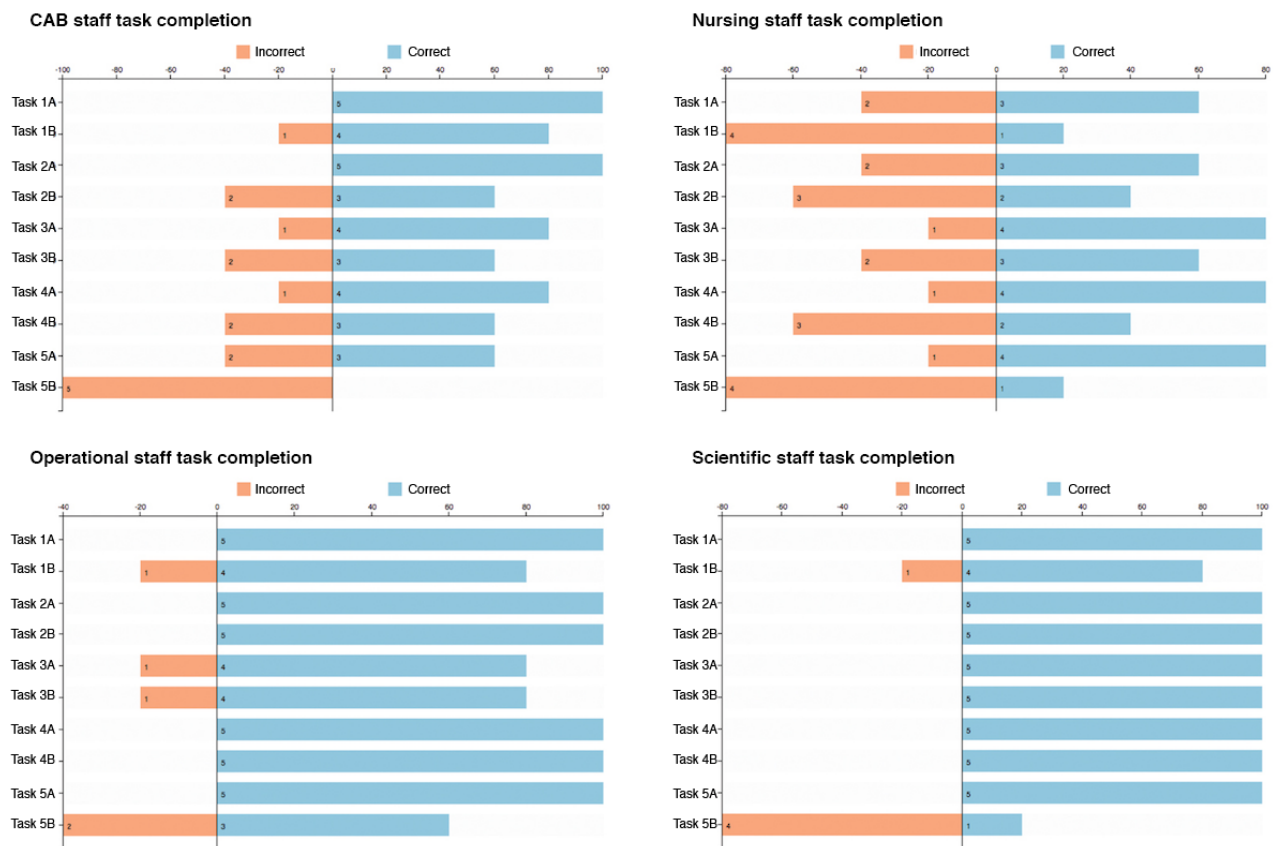 CAB staff task completion
Incorrect Correct
-100 -80 -60 -40 -20 0 20 40 60 80 100
Task 1A 5
Task 1B 1 4
Task 2A 5
Task 2B 2 3
Task 3A 1 4
Task 3B 2 3
Task 4A 1 4
Task 4B 2 3
Task 5A 2 3
Task 5B 5
Nursing staff task completion
Incorrect Correct
-80 -60 -40 -20 0 20 40 60 80
Task 1A 2 3
Task 1B 4 1
Task 2A 2 3
Task 2B 3 2
Task 3A 1 4
Task 3B 2 3
Task 4A 1 4
Task 4B 3 2
Task 5A 1 4
Task 5B 4 1
Operational staff task completion
Incorrect Correct
-40 -20 0 20 40 60 80 100
Task 1A 5
Task 1B 1 4
Task 2A 5
Task 2B 5
Task 3A 1 4
Task 3B 1 4
Task 4A 5
Task 4B 5
Task 5A 5
Task 5B 2 3
Scientific staff task completion
Incorrect Correct
-80 -60 -40 -20 0 20 40 60 80 100
Task 1A 5
Task 1B 1 4
Task 2A 5
Task 2B 5
Task 3A 5
Task 3B 5
Task 4A 5
Task 4B 5
Task 5A 5
Task 5B 4 1